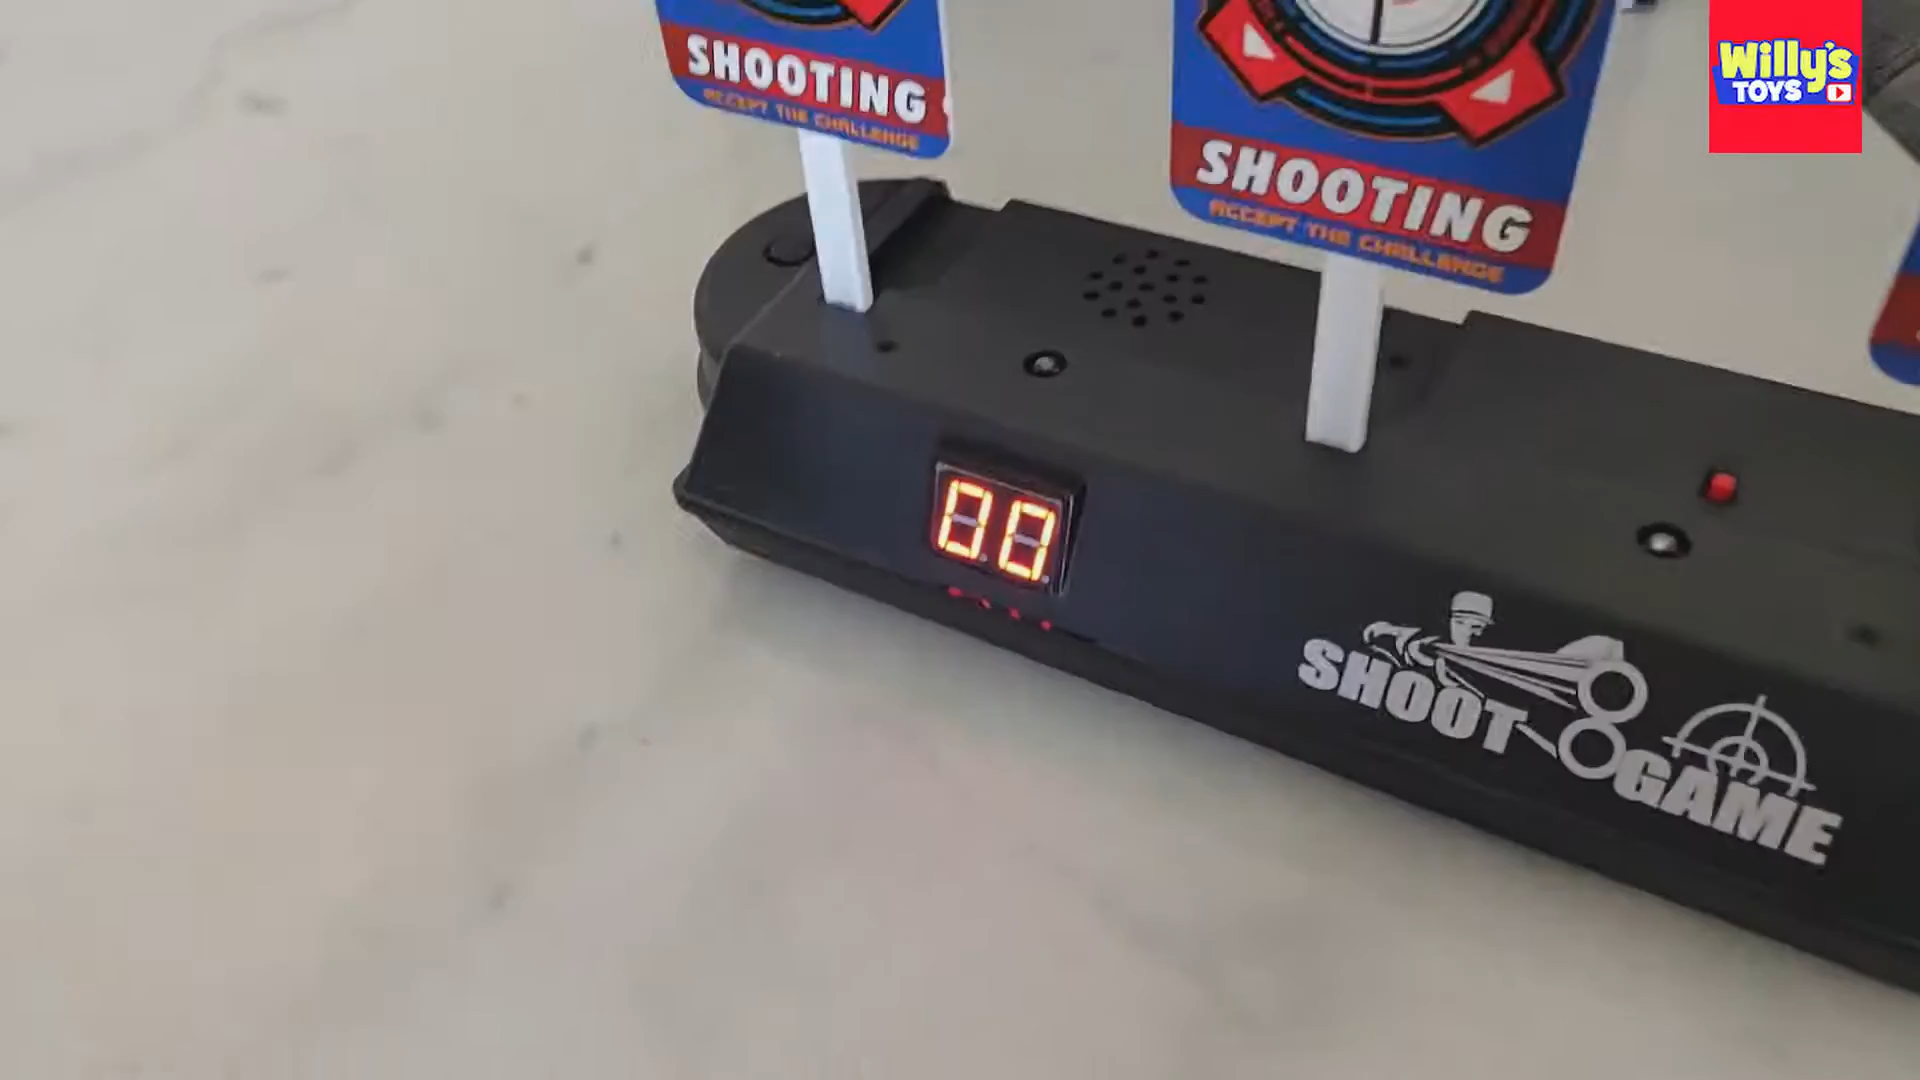 Willy's
TOYS
SHOOTING
ACCEPT THE CHALLENGE
SHOOTING
ACCEPT THE CHALLENGE
00
SHOOT
GAME